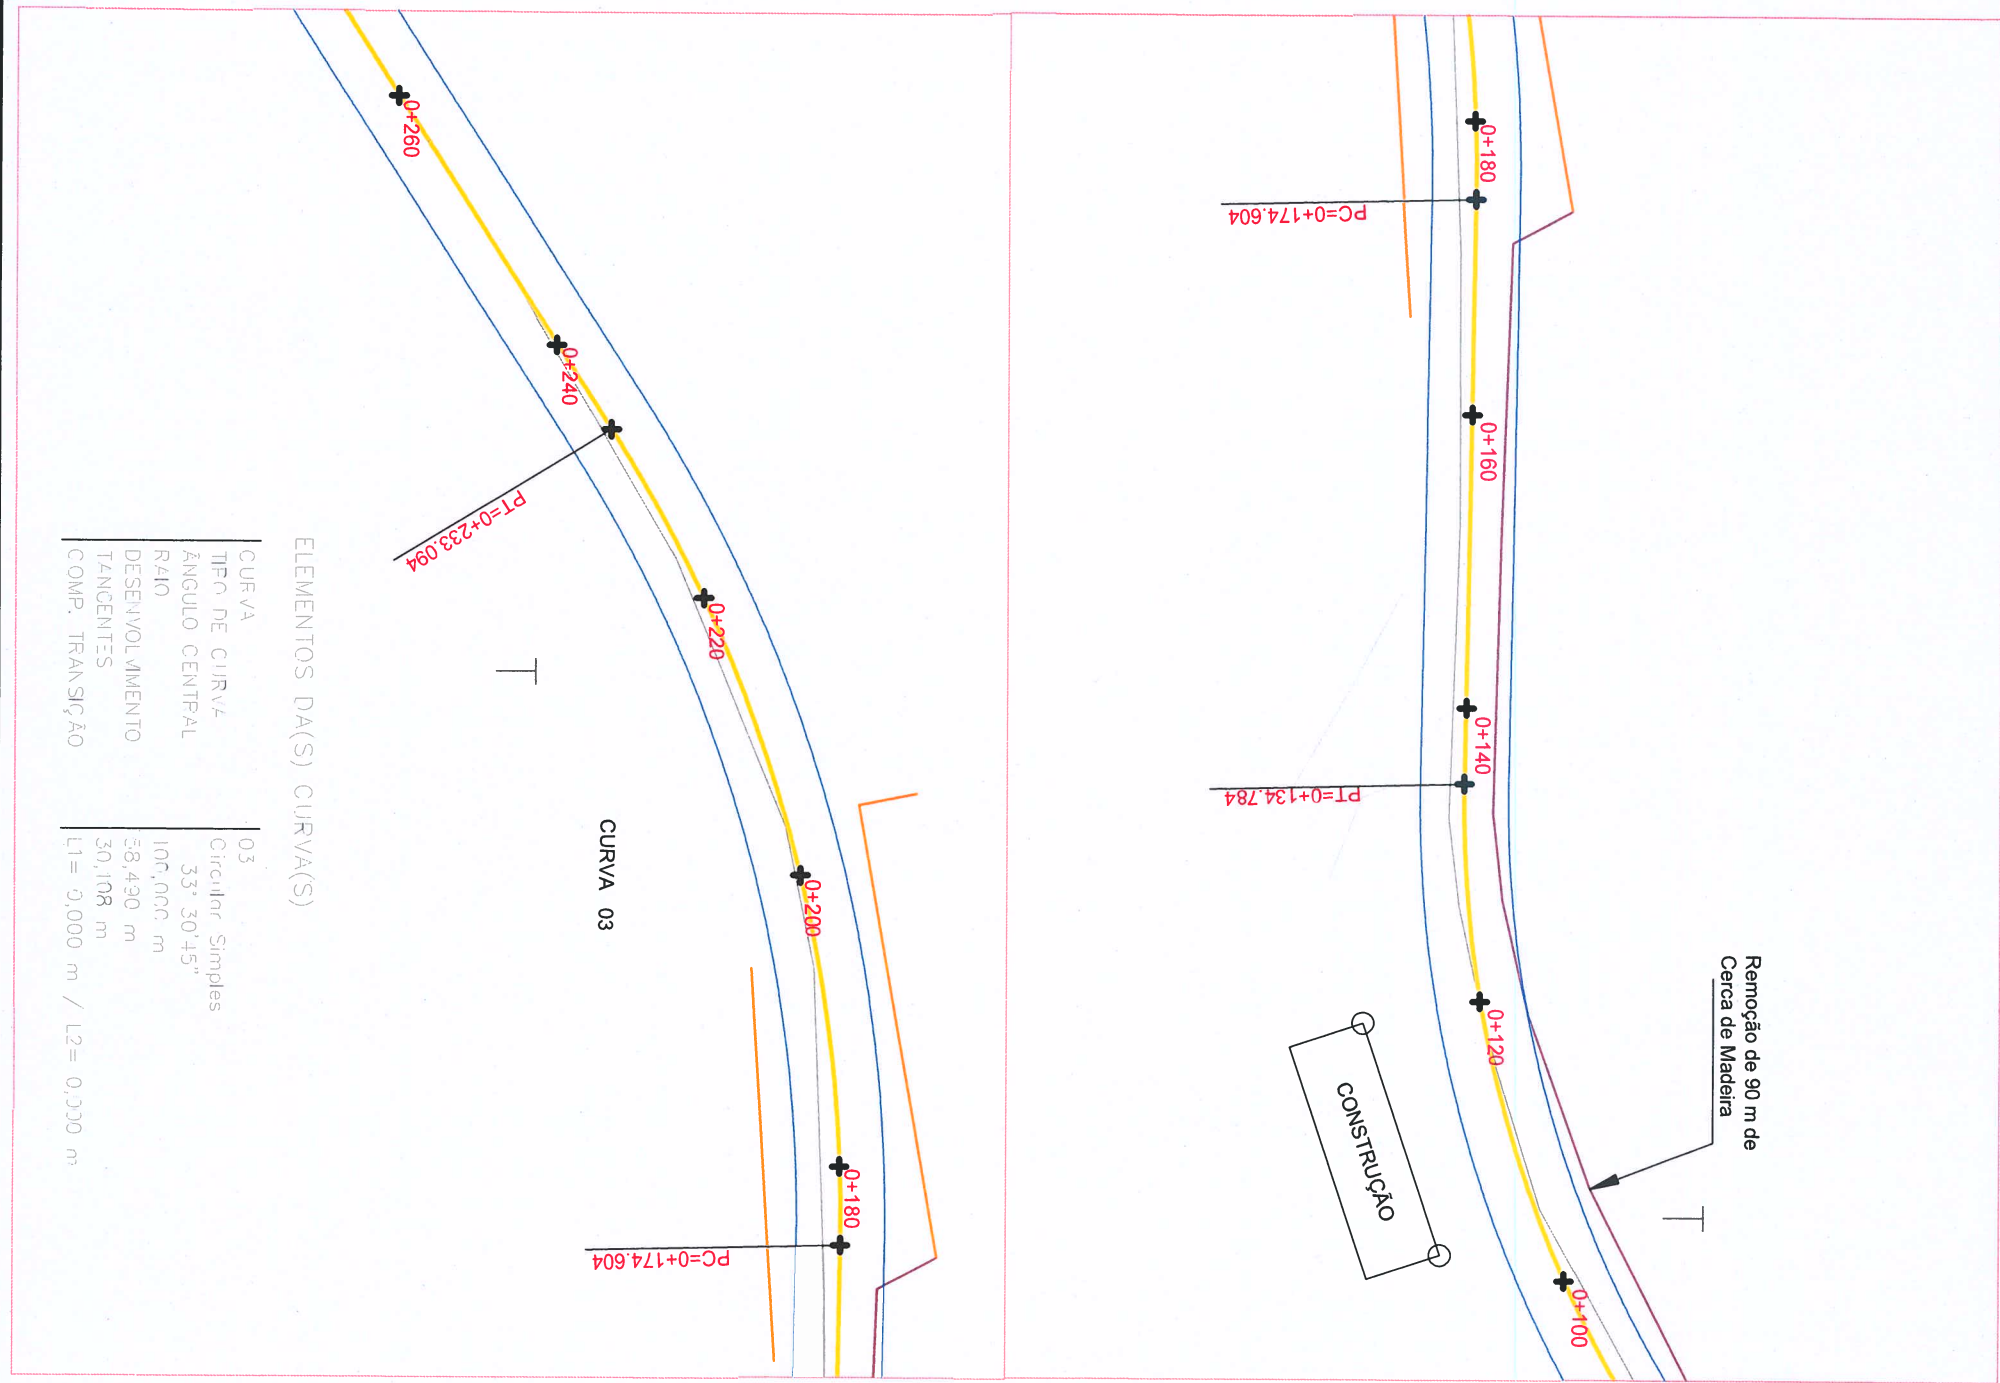 0+180
PC=0+174.604
0+160
0+140
PT=0+134.784
0+120
0+100
Remoção de 90 m de
Cerca de Madeira
CONSTRUÇÃO
0+260
0+240
PT=0+233.094
0+220
0+200
0+180
PC=0+174.604
CURVA 03
ELEMENTOS DA(S) CURVA(S)
CURVA 03
TIPO DE CURVA Circular Simples
ÂNGULO CENTRAL 33° 30'45"
RAIO 100,000 m
DESENVOLVIMENTO 58,490 m
TANGENTES 30,108 m
COMP. TRANSIÇÃO L1= 0,000 m / L2= 0,000 m